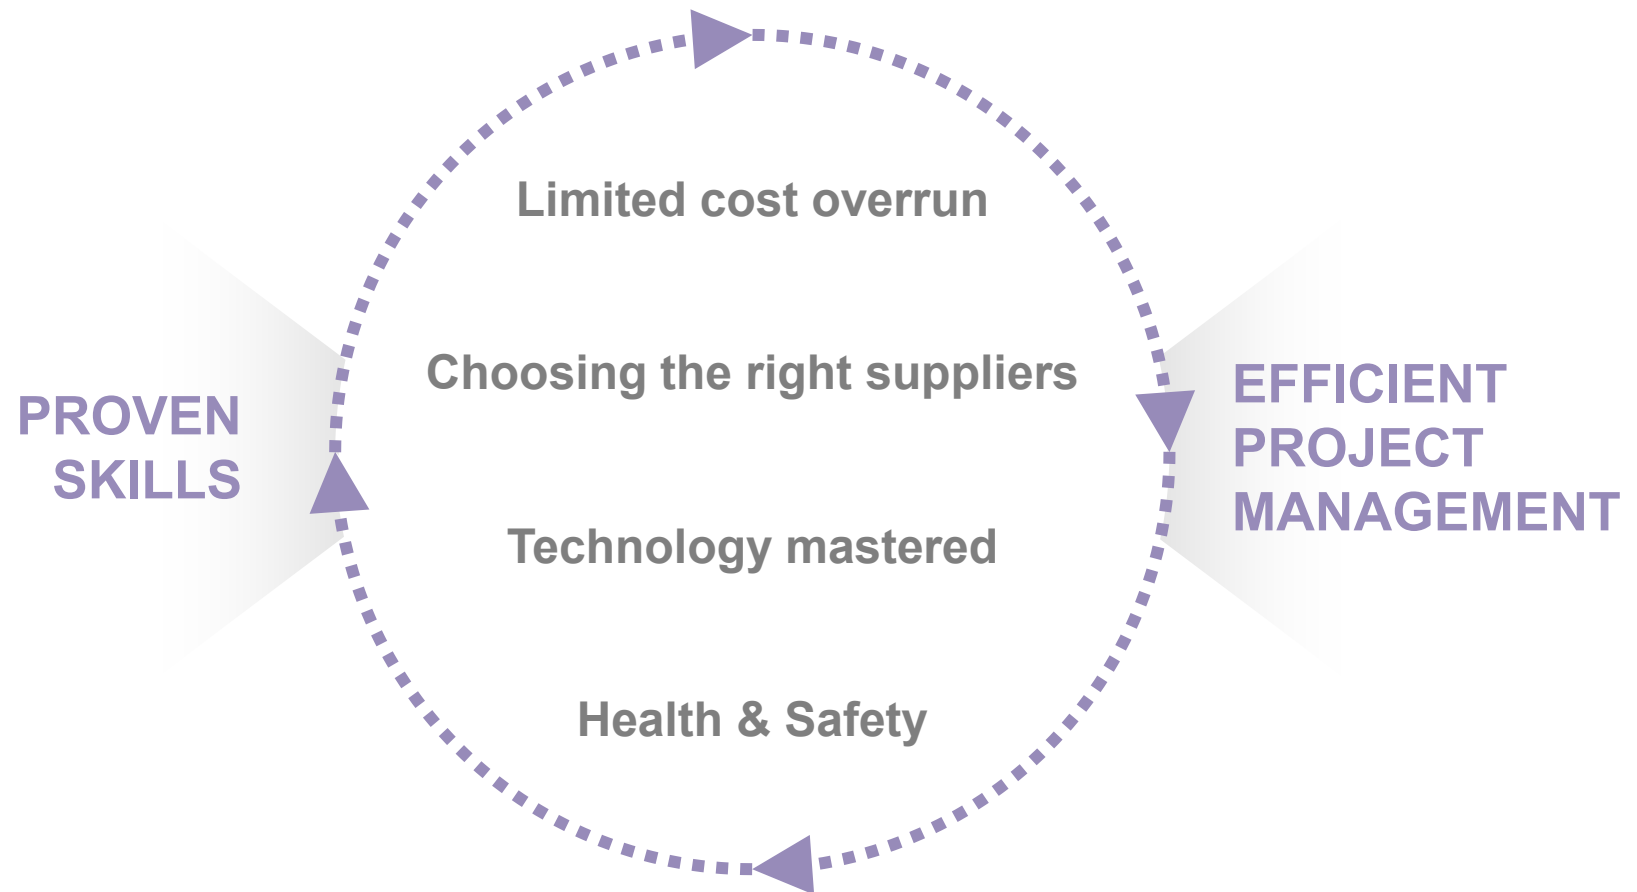 Limited cost overrun
Choosing the right suppliers
PROVEN
SKILLS
EFFICIENT
PROJECT
MANAGEMENT
Technology mastered
Health & Safety